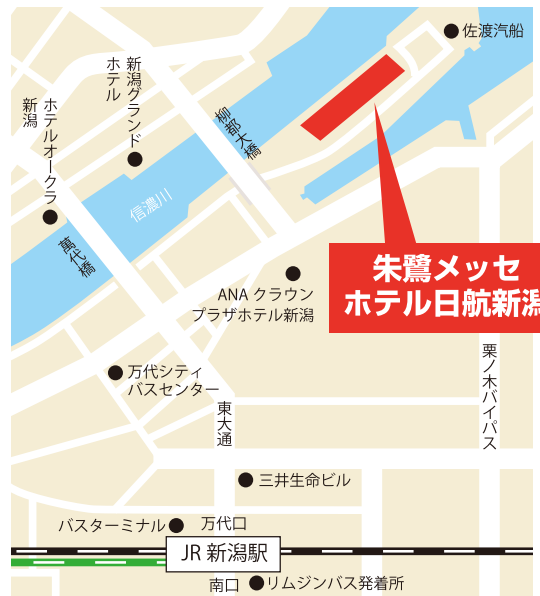 佐渡汽船
新潟グランド
ホテル
ホテルオークラ
新潟
柳都大橋
信濃川
萬代橋
朱鷺メッセ
ホテル日航新潟
ANA クラウン
プラザホテル新潟
栗ノ木バイパス
万代シティ
バスセンター
東大通
三井生命ビル
バスターミナル
万代口
JR 新潟駅
南口
リムジンバス発着所